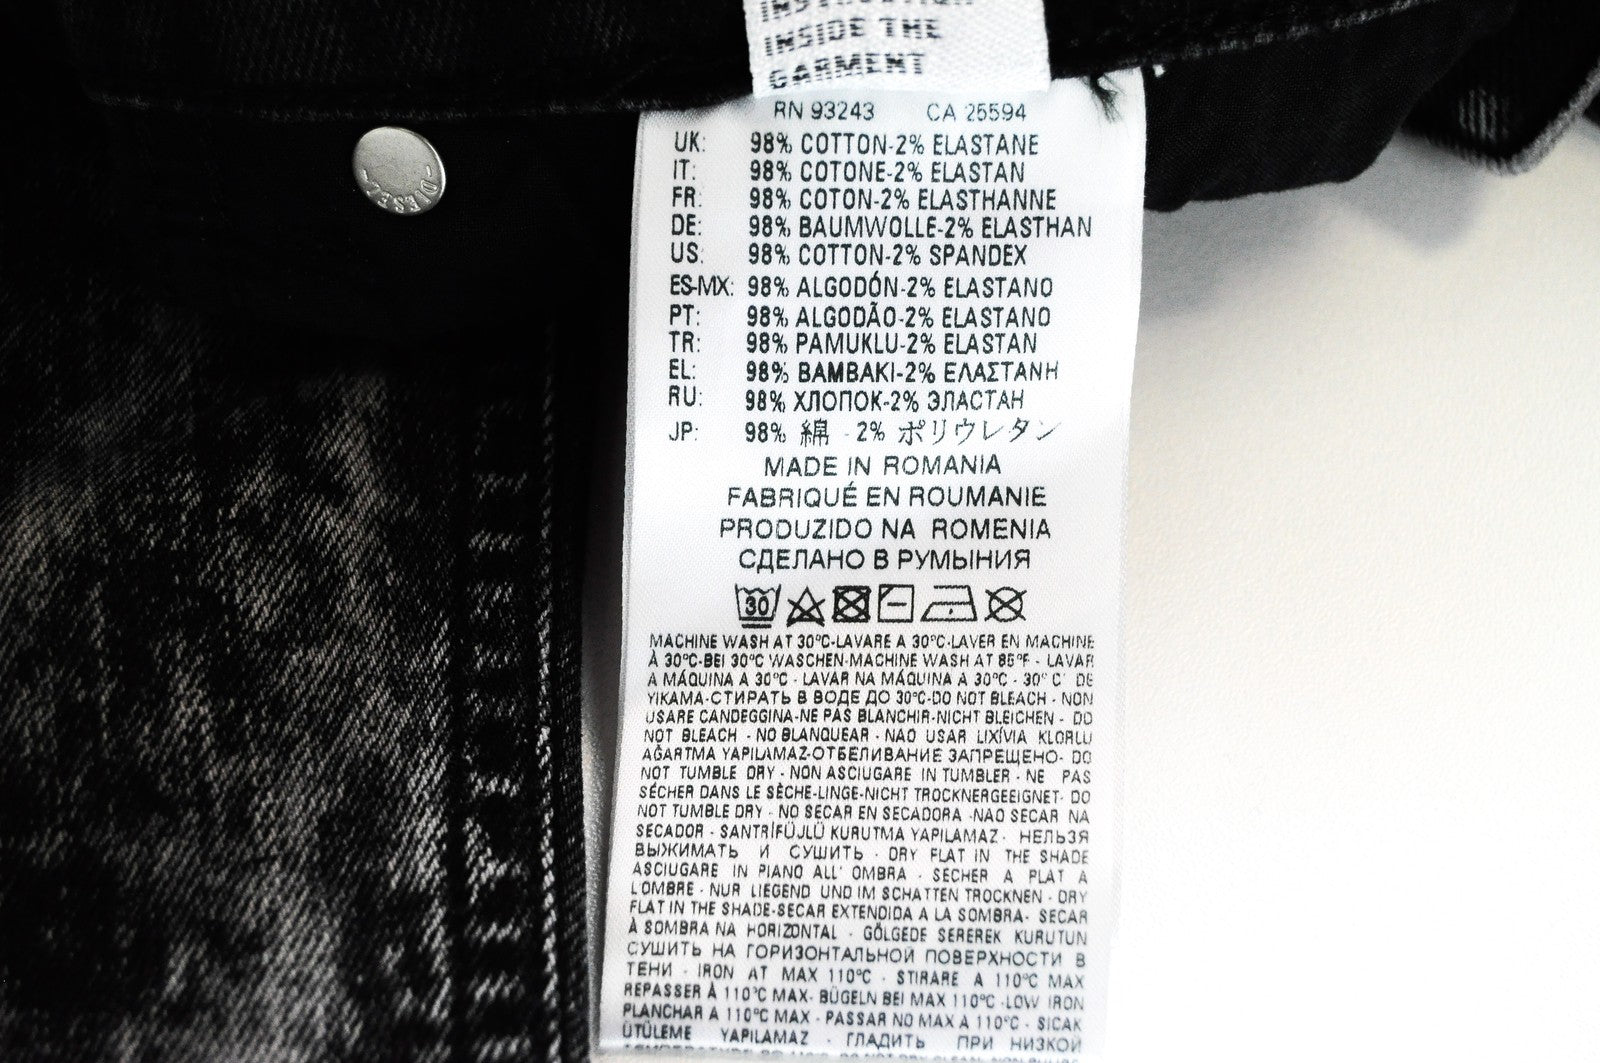 INSIDE THE
GARMENT
RN 93243 CA 25594
UK: 98% COTTON-2% ELASTANE
IT: 98% COTONE-2% ELASTAN
FR: 98% COTON-2% ELASTHANNE
DE: 98% BAUMWOLLE-2% ELASTHAN
US: 98% COTTON-2% SPANDEX
ES-MX: 98% ALGODÓN-2% ELASTANO
PT: 98% ALGODÃO-2% ELASTANO
TR: 98% PAMUKLU-2% ELASTAN
EL: 98% BAMBAKI-2% ΕΛΑΣΤΑΝΗ
RU: 98% ХЛОПОК-2% ЭЛАСТАН
JP: 98% 綿 - 2% ポリウレタン
MADE IN ROMANIA
FABRIQUÉ EN ROUMANIE
PRODUZIDO NA ROMENIA
СДЕЛАНО В РУМЫНИЯ
30
MACHINE WASH AT 30°C-LAVARE A 30°C-LAVER EN MACHINE
À 30°C-BEI 30°C WASCHEN-MACHINE WASH AT 85°F - LAVAR
A MÁQUINA A 30°C - LAVAR NA MÁQUINA A 30°C - 30° C' DE
YIKAMA-СТИРАТЬ В ВОДЕ ДО 30°C-DO NOT BLEACH - NON
USARE CANDEGGINA-NE PAS BLANCHIR-NICHT BLEICHEN - DO
NOT BLEACH - NO BLANQUEAR - NAO USAR LIXÍVIA KLORLU
AĞARTMA YAPILAMAZ-ОТБЕЛИВАНИЕ ЗАПРЕЩЕНО- DO
NOT TUMBLE DRY - NON ASCIUGARE IN TUMBLER - NE PAS
SÉCHER DANS LE SÈCHE-LINGE-NICHT TROCKNERGEEIGNET- DO
NOT TUMBLE DRY - NO SECAR EN SECADORA -NAO SECAR NA
SECADOR - SANTRİFÜJLÜ KURUTMA YAPILAMAZ - НЕЛЬЗЯ
ВЫЖИМАТЬ И СУШИТЬ - DRY FLAT IN THE SHADE
ASCIUGARE IN PIANO ALL' OMBRA - SECHER A PLAT A
L'OMBRE - NUR LIEGEND UND IM SCHATTEN TROCKNEN - DRY
FLAT IN THE SHADE-SECAR EXTENDIDA A LA SOMBRA- SECAR
À SOMBRA NA HORIZONTAL - GÖLGEDE SEREREK KURUTUN
СУШИТЬ НА ГОРИЗОНТАЛЬНОЙ ПОВЕРХНОСТИ В
ТЕНИ - IRON AT MAX 110°C - STIRARE A 110°C MAX
REPASSER À 110°C MAX- BÜGELN BEI MAX 110°C -LOW IRON
PLANCHAR A 110°C MAX - PASSAR NO MAX A 110°C - SICAK
ÜTÜLEME YAPILAMAZ - ГЛАДИТЬ ПРИ НИЗКОЙ
DIESEL